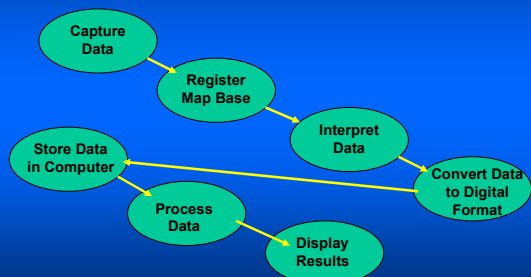 Capture
Data
Register
Map Base
Interpret
Data
Convert Data
to Digital
Format
Store Data
in Computer
Process
Data
Display
Results